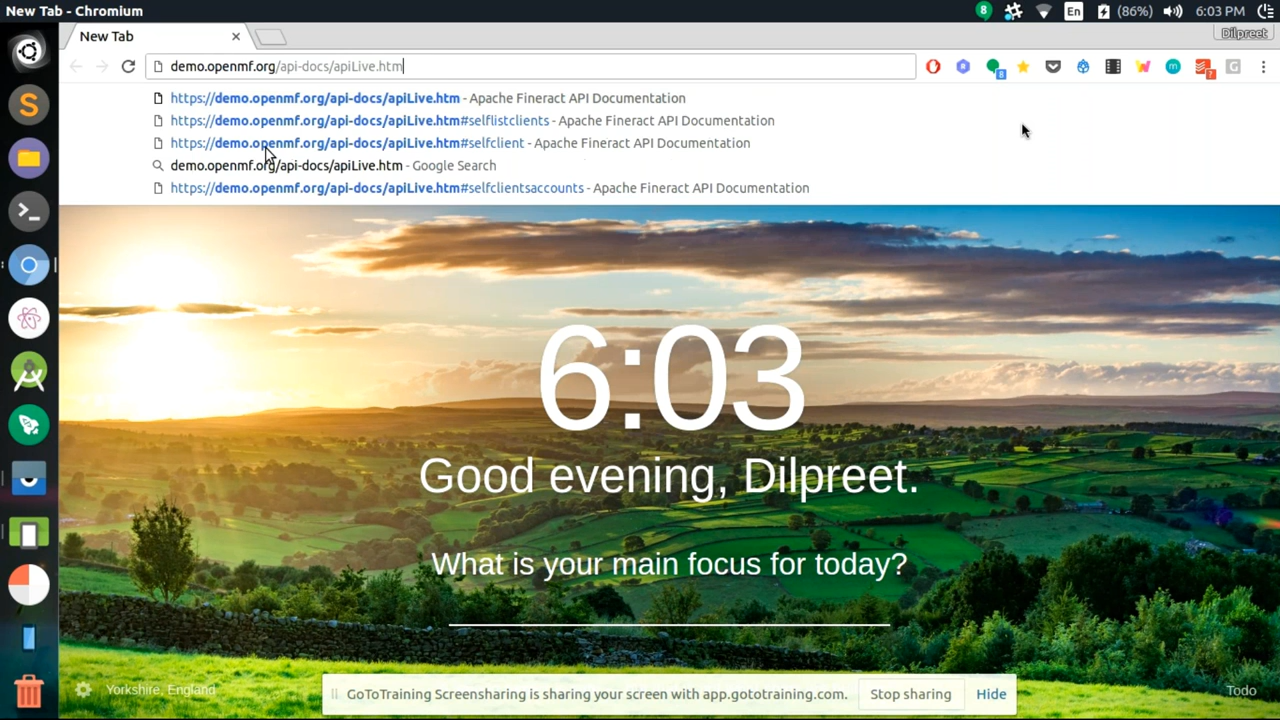 New Tab - Chromium
8
En
(86%)
6:03 PM
New Tab
Dilpreet
demo.openmf.org/api-docs/apiLive.htm
8
?
https://demo.openmf.org/api-docs/apiLive.htm - Apache Fineract API Documentation
https://demo.openmf.org/api-docs/apiLive.htm#selflistclients - Apache Fineract API Documentation
https://demo.openmf.org/api-docs/apiLive.htm#selfclient - Apache Fineract API Documentation
demo.openmf.org/api-docs/apiLive.htm - Google Search
https://demo.openmf.org/api-docs/apiLive.htm#selfclientsaccounts - Apache Fineract API Documentation
6:03
Good evening, Dilpreet.
What is your main focus for today?
Yorkshire, England
GoToTraining Screensharing is sharing your screen with app.gototraining.com.
Stop sharing
Hide
Todo